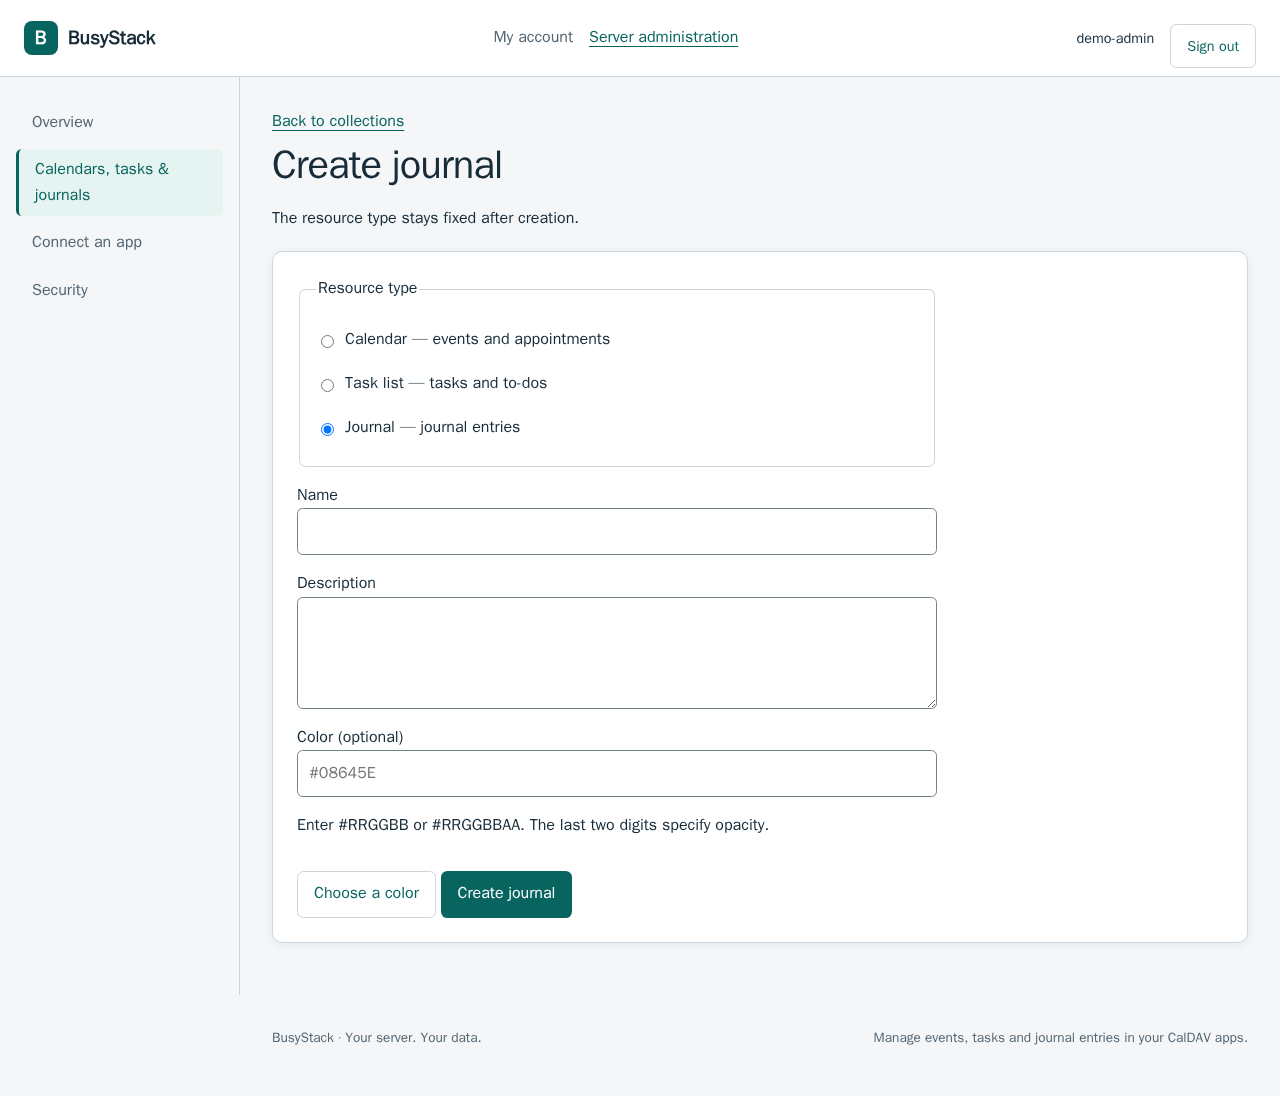 B BusyStack
My account Server administration
demo-admin Sign out
Overview
Calendars, tasks &
journals
Connect an app
Security
Back to collections
Create journal
The resource type stays fixed after creation.
Resource type
Calendar — events and appointments
Task list — tasks and to-dos
Journal — journal entries
Name
Description
Color (optional)
#08645E
Enter #RRGGBB or #RRGGBBAA. The last two digits specify opacity.
Choose a color Create journal
BusyStack · Your server. Your data.
Manage events, tasks and journal entries in your CalDAV apps.